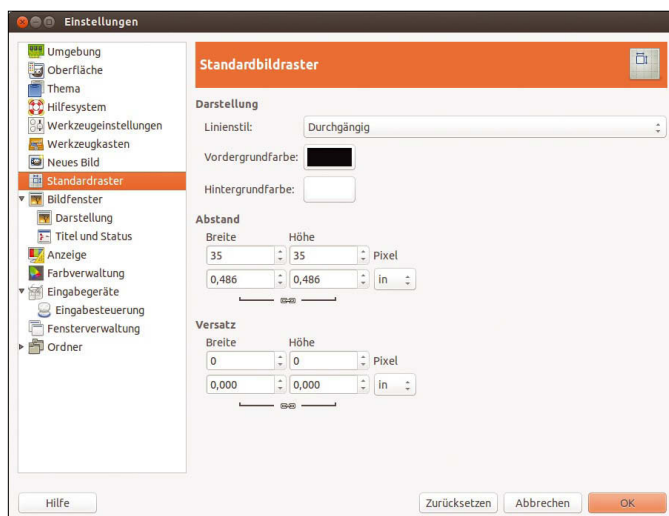 Einstellungen
Umgebung
Oberfläche
Thema
Hilfesystem
Werkzeugeinstellungen
Werkzeugkasten
Neues Bild
Standardraster
Bildfenster
Darstellung
Titel und Status
Anzeige
Farbverwaltung
Eingabegeräte
Eingabesteuerung
Fensterverwaltung
Ordner
Standardbildraster
Darstellung
Linienstil: Durchgängig
Vordergrundfarbe:
Hintergrundfarbe:
Abstand
Breite Höhe
35 35 Pixel
0,486 0,486 in
Versatz
Breite Höhe
0 0 Pixel
0,000 0,000 in
Hilfe Zurücksetzen Abbrechen OK